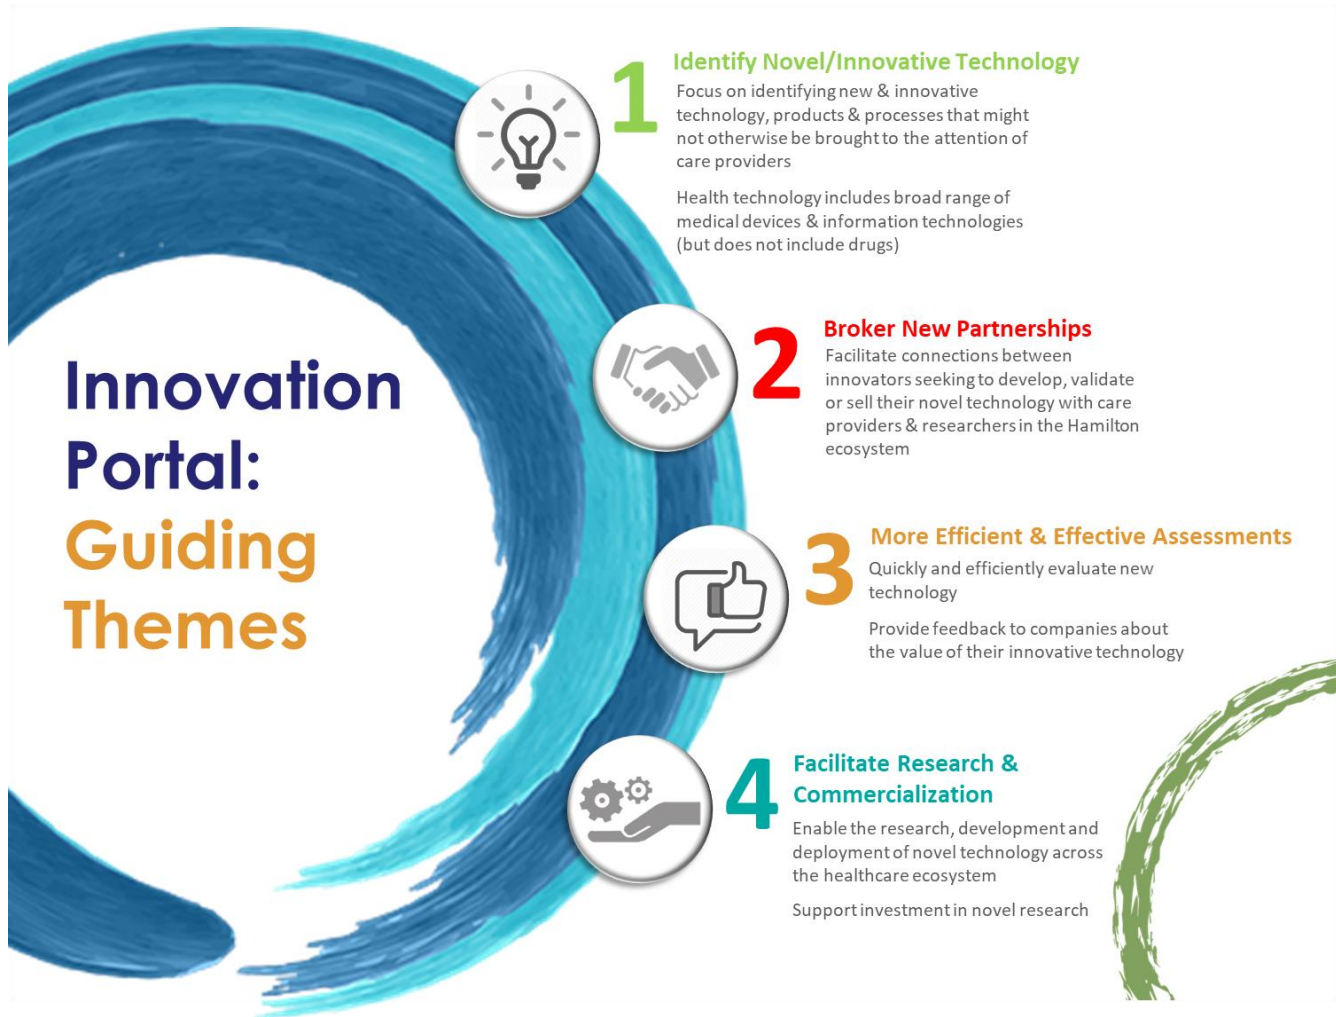 Innovation
Portal:
Guiding
Themes
1
Identify Novel/Innovative Technology
Focus on identifying new & innovative
technology, products & processes that might
not otherwise be brought to the attention of
care providers
Health technology includes broad range of
medical devices & information technologies
(but does not include drugs)
2
Broker New Partnerships
Facilitate connections between
innovators seeking to develop, validate
or sell their novel technology with care
providers & researchers in the Hamilton
ecosystem
3
More Efficient & Effective Assessments
Quickly and efficiently evaluate new
technology
Provide feedback to companies about
the value of their innovative technology
4
Facilitate Research &
Commercialization
Enable the research, development and
deployment of novel technology across
the healthcare ecosystem
Support investment in novel research